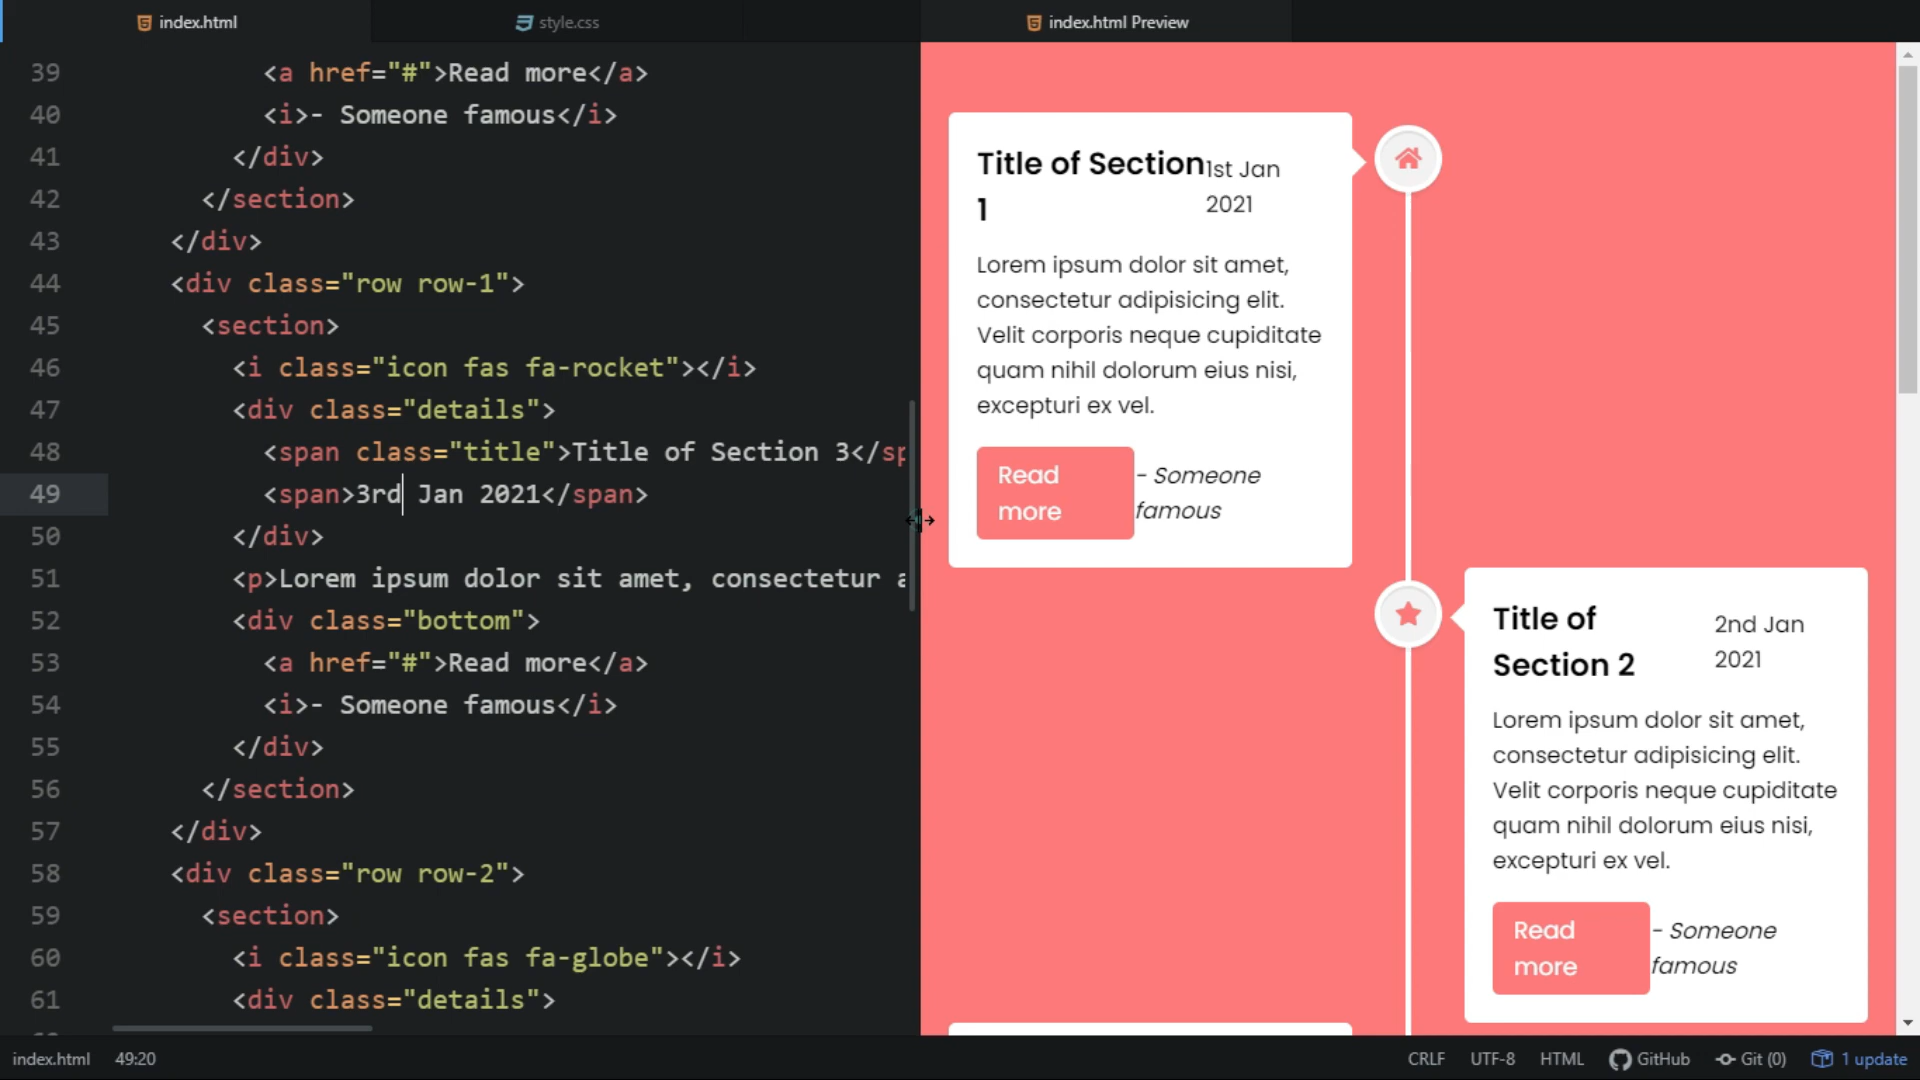 index.html
style.css
index.html Preview
39 <a href="#">Read more</a>
40 <i>- Someone famous</i>
41 </div>
42 </section>
43 </div>
44 <div class="row row-1">
45 <section>
46 <i class="icon fas fa-rocket"></i>
47 <div class="details">
48 <span class="title">Title of Section 3</sp
49 <span>3rd Jan 2021</span>
50 </div>
51 <p>Lorem ipsum dolor sit amet, consectetur a
52 <div class="bottom">
53 <a href="#">Read more</a>
54 <i>- Someone famous</i>
55 </div>
56 </section>
57 </div>
58 <div class="row row-2">
59 <section>
60 <i class="icon fas fa-globe"></i>
61 <div class="details">
Title of Section
1
1st Jan
2021
Lorem ipsum dolor sit amet,
consectetur adipisicing elit.
Velit corporis neque cupiditate
quam nihil dolorum eius nisi,
excepturi ex vel.
Read
more
- Someone
famous
Title of
Section 2
2nd Jan
2021
Lorem ipsum dolor sit amet,
consectetur adipisicing elit.
Velit corporis neque cupiditate
quam nihil dolorum eius nisi,
excepturi ex vel.
Read
more
- Someone
famous
index.html 49:20 CRLF UTF-8 HTML GitHub Git (0) 1 update